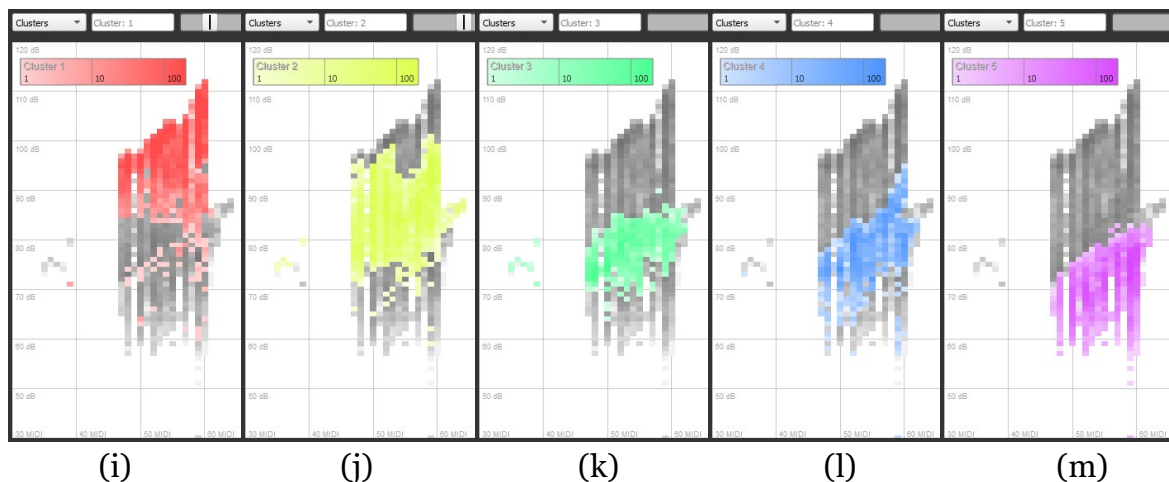 Clusters Cluster: 1 Clusters Cluster: 2 Clusters Cluster: 3 Clusters Cluster: 4 Clusters Cluster: 5
120 dB 120 dB 120 dB 120 dB 120 dB
Cluster 1 Cluster 2 Cluster 3 Cluster 4 Cluster 5
1 10 100 1 10 100 1 10 100 1 10 100 1 10 100
110 dB 110 dB 110 dB 110 dB 110 dB
100 dB 100 dB 100 dB 100 dB 100 dB
90 dB 90 dB 90 dB 90 dB 90 dB
80 dB 80 dB 80 dB 80 dB 80 dB
70 dB 70 dB 70 dB 70 dB 70 dB
60 dB 60 dB 60 dB 60 dB 60 dB
50 dB 50 dB 50 dB 50 dB 50 dB
30 MIDI 40 MIDI 50 MIDI 60 MIDI 30 MIDI 40 MIDI 50 MIDI 60 MIDI 30 MIDI 40 MIDI 50 MIDI 60 MIDI 30 MIDI 40 MIDI 50 MIDI 60 MIDI 30 MIDI 40 MIDI 50 MIDI 60 MIDI
(i) (j) (k) (l) (m)